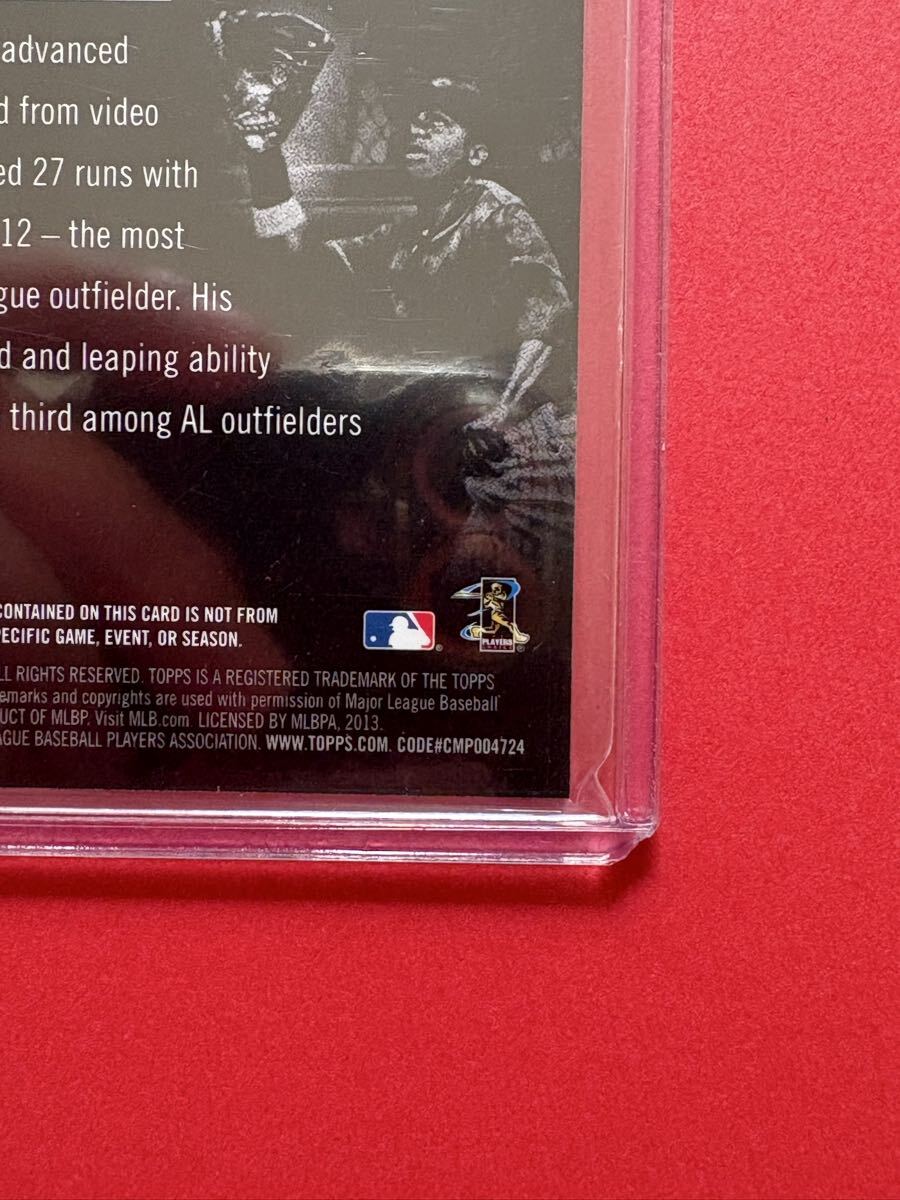 advanced
d from video
ed 27 runs with
12 – the most
gue outfielder. His
d and leaping ability
third among AL outfielders
CONTAINED ON THIS CARD IS NOT FROM
PECIFIC GAME, EVENT, OR SEASON.
PLAYERS
CHOICE
LL RIGHTS RESERVED. TOPPS IS A REGISTERED TRADEMARK OF THE TOPPS
emarks and copyrights are used with permission of Major League Baseball
UCT OF MLBP. Visit MLB.com. LICENSED BY MLBPA, 2013.
AGUE BASEBALL PLAYERS ASSOCIATION. WWW.TOPPS.COM. CODE#CMP004724